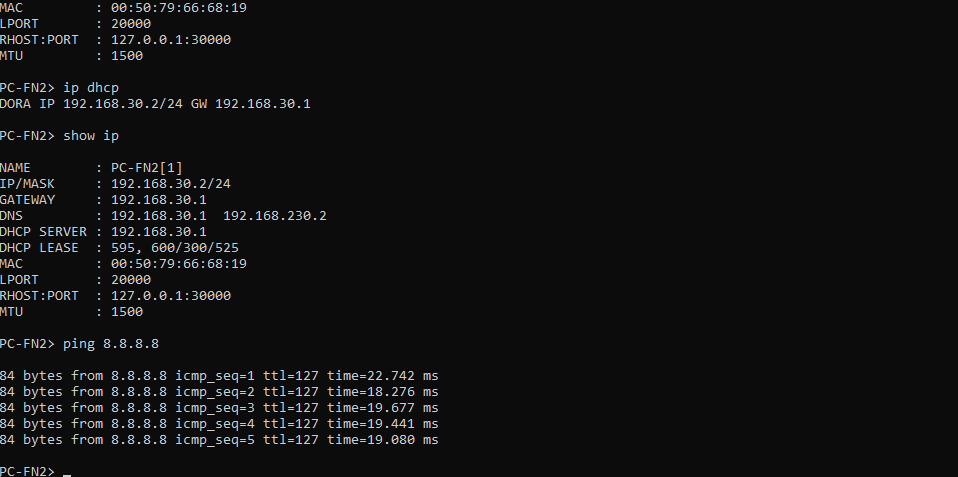 MAC         : 00:50:79:66:68:19
LPORT       : 20000
RHOST:PORT  : 127.0.0.1:30000
MTU         : 1500
PC-FN2> ip dhcp
DORA IP 192.168.30.2/24 GW 192.168.30.1
PC-FN2> show ip
NAME        : PC-FN2[1]
IP/MASK     : 192.168.30.2/24
GATEWAY     : 192.168.30.1
DNS         : 192.168.30.1  192.168.230.2
DHCP SERVER : 192.168.30.1
DHCP LEASE  : 595, 600/300/525
MAC         : 00:50:79:66:68:19
LPORT       : 20000
RHOST:PORT  : 127.0.0.1:30000
MTU         : 1500
PC-FN2> ping 8.8.8.8
84 bytes from 8.8.8.8 icmp_seq=1 ttl=127 time=22.742 ms
84 bytes from 8.8.8.8 icmp_seq=2 ttl=127 time=18.276 ms
84 bytes from 8.8.8.8 icmp_seq=3 ttl=127 time=19.677 ms
84 bytes from 8.8.8.8 icmp_seq=4 ttl=127 time=19.441 ms
84 bytes from 8.8.8.8 icmp_seq=5 ttl=127 time=19.080 ms
PC-FN2> _